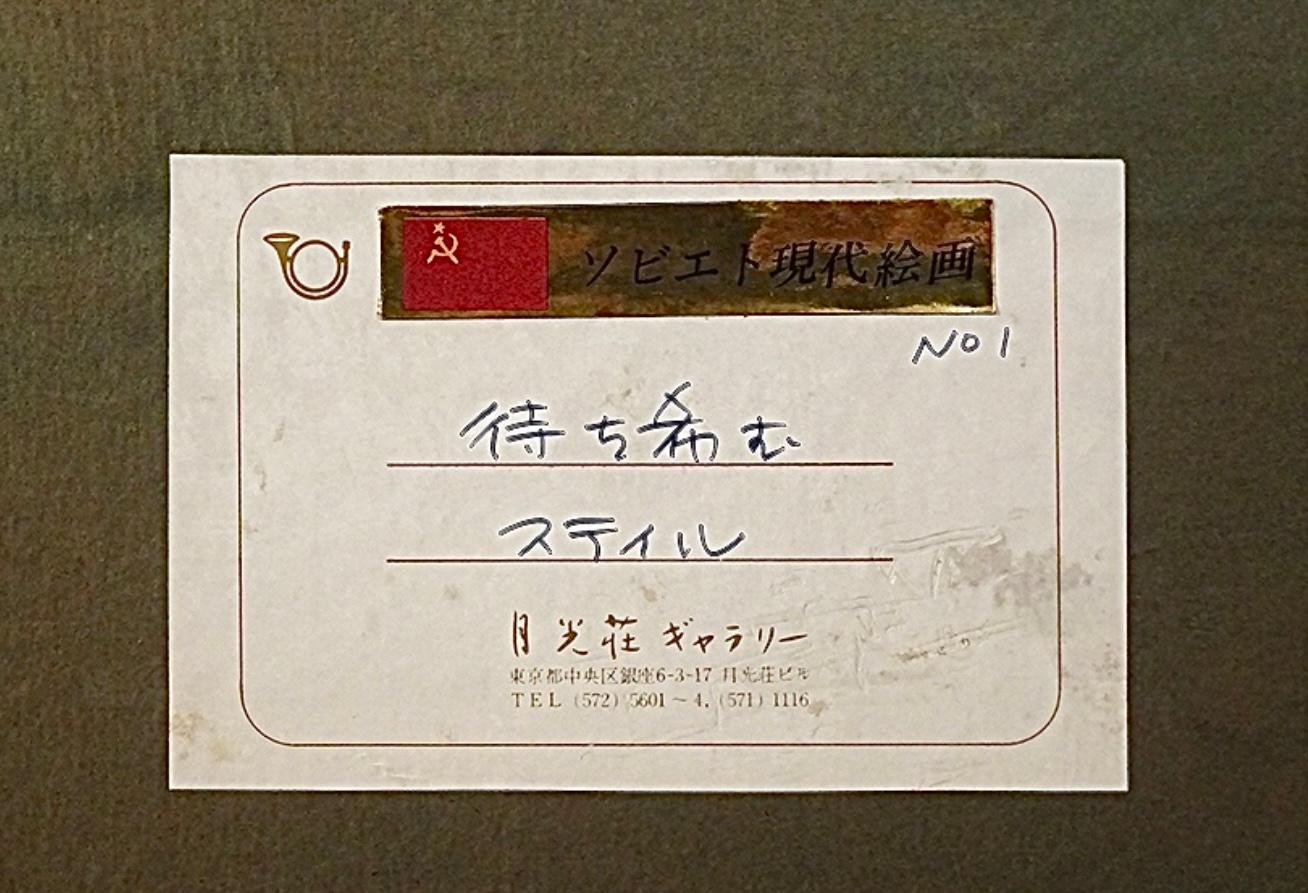 ソビエト現代絵画
NO 1
待ち希む
スティル
月光荘ギャラリー
東京都中央区銀座6-3-17 月光荘ビル
TEL (572) 5601～4, (571) 1116